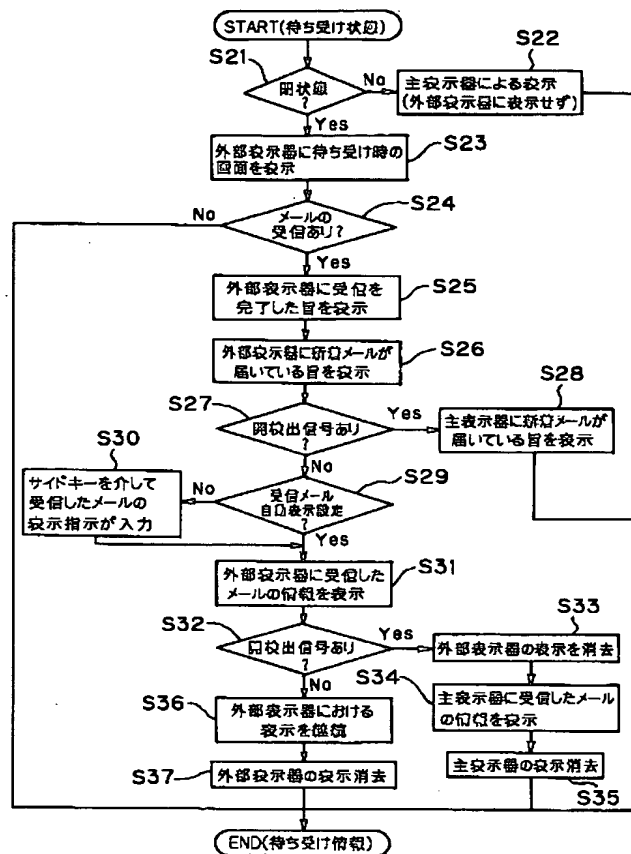 START(待ち受け状態)
S21
閉状態
?
No
Yes
S22
主表示器による表示
(外部表示器に表示せず)
外部表示器に待ち受け時の
画面を表示
S23
メールの
受信あり?
S24
No
Yes
外部表示器に受信を
完了した旨を表示
S25
外部表示器に新着メールが
届いている旨を表示
S26
S27
開検出信号あり
?
Yes
No
S28
主表示器に新着メールが
届いている旨を表示
S29
受信メール
自動表示設定
?
No
Yes
S30
サイドキーを介して
受信したメールの
表示指示が入力
外部表示器に受信した
メールの情報を表示
S31
S32
開検出信号あり
?
Yes
No
S33
外部表示器の表示を消去
S34
主表示器に受信したメール
の情報を表示
主表示器の表示消去
S35
S36
外部表示器における
表示を継続
S37
外部表示器の表示消去
END(待ち受け情報)